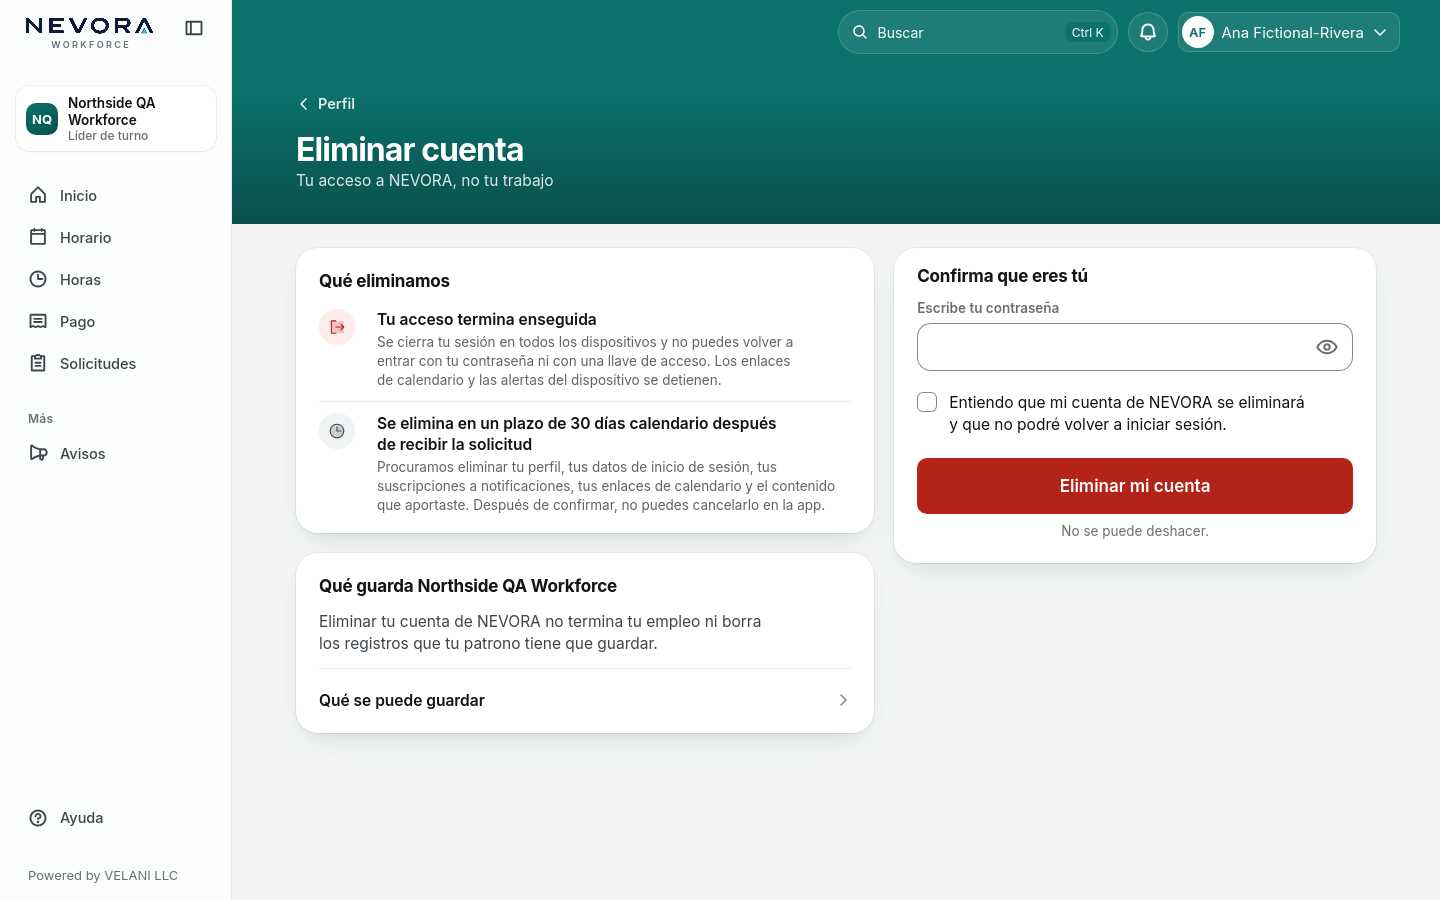 NEVORA
WORKFORCE
Northside QA
Workforce
Líder de turno
NQ
Inicio
Horario
Horas
Pago
Solicitudes
Más
Avisos
Ayuda
Powered by VELANI LLC
Buscar
Ctrl K
AF
Ana Fictional-Rivera
Perfil
Eliminar cuenta
Tu acceso a NEVORA, no tu trabajo
Qué eliminamos
Tu acceso termina enseguida
Se cierra tu sesión en todos los dispositivos y no puedes volver a
entrar con tu contraseña ni con una llave de acceso. Los enlaces
de calendario y las alertas del dispositivo se detienen.
Se elimina en un plazo de 30 días calendario después
de recibir la solicitud
Procuramos eliminar tu perfil, tus datos de inicio de sesión, tus
suscripciones a notificaciones, tus enlaces de calendario y el contenido
que aportaste. Después de confirmar, no puedes cancelarlo en la app.
Qué guarda Northside QA Workforce
Eliminar tu cuenta de NEVORA no termina tu empleo ni borra
los registros que tu patrono tiene que guardar.
Qué se puede guardar
Confirma que eres tú
Escribe tu contraseña
Entiendo que mi cuenta de NEVORA se eliminará
y que no podré volver a iniciar sesión.
Eliminar mi cuenta
No se puede deshacer.